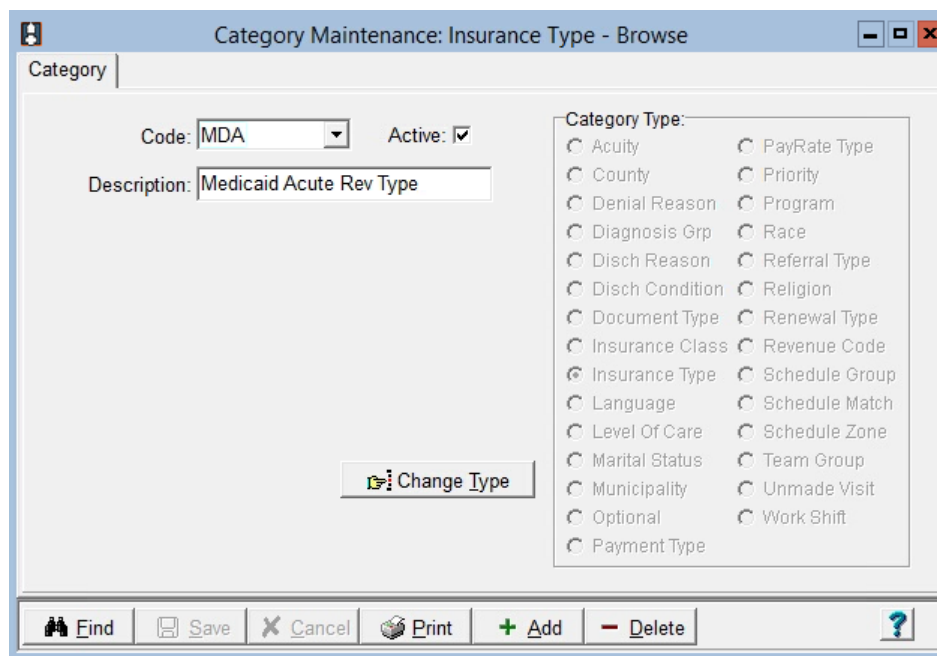 Category Maintenance: Insurance Type - Browse
Category
Code: MDA Active:
Description: Medicaid Acute Rev Type
Category Type:
Acuity PayRate Type
County Priority
Denial Reason Program
Diagnosis Grp Race
Disch Reason Referral Type
Disch Condition Religion
Document Type Renewal Type
Insurance Class Revenue Code
Insurance Type Schedule Group
Language Schedule Match
Level Of Care Schedule Zone
Marital Status Team Group
Municipality Unmade Visit
Optional Work Shift
Payment Type
Change Type
Find Save Cancel Print Add Delete ?